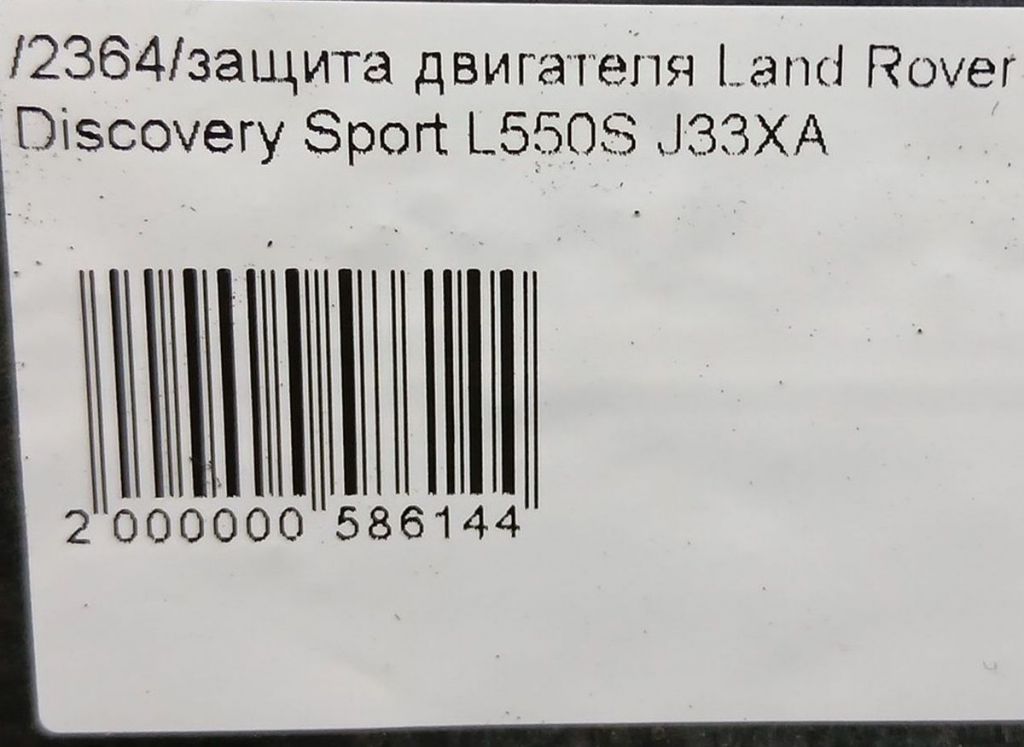 /2364/защита двигателя Land Rover
Discovery Sport L550S J33XA
2 000000 586144